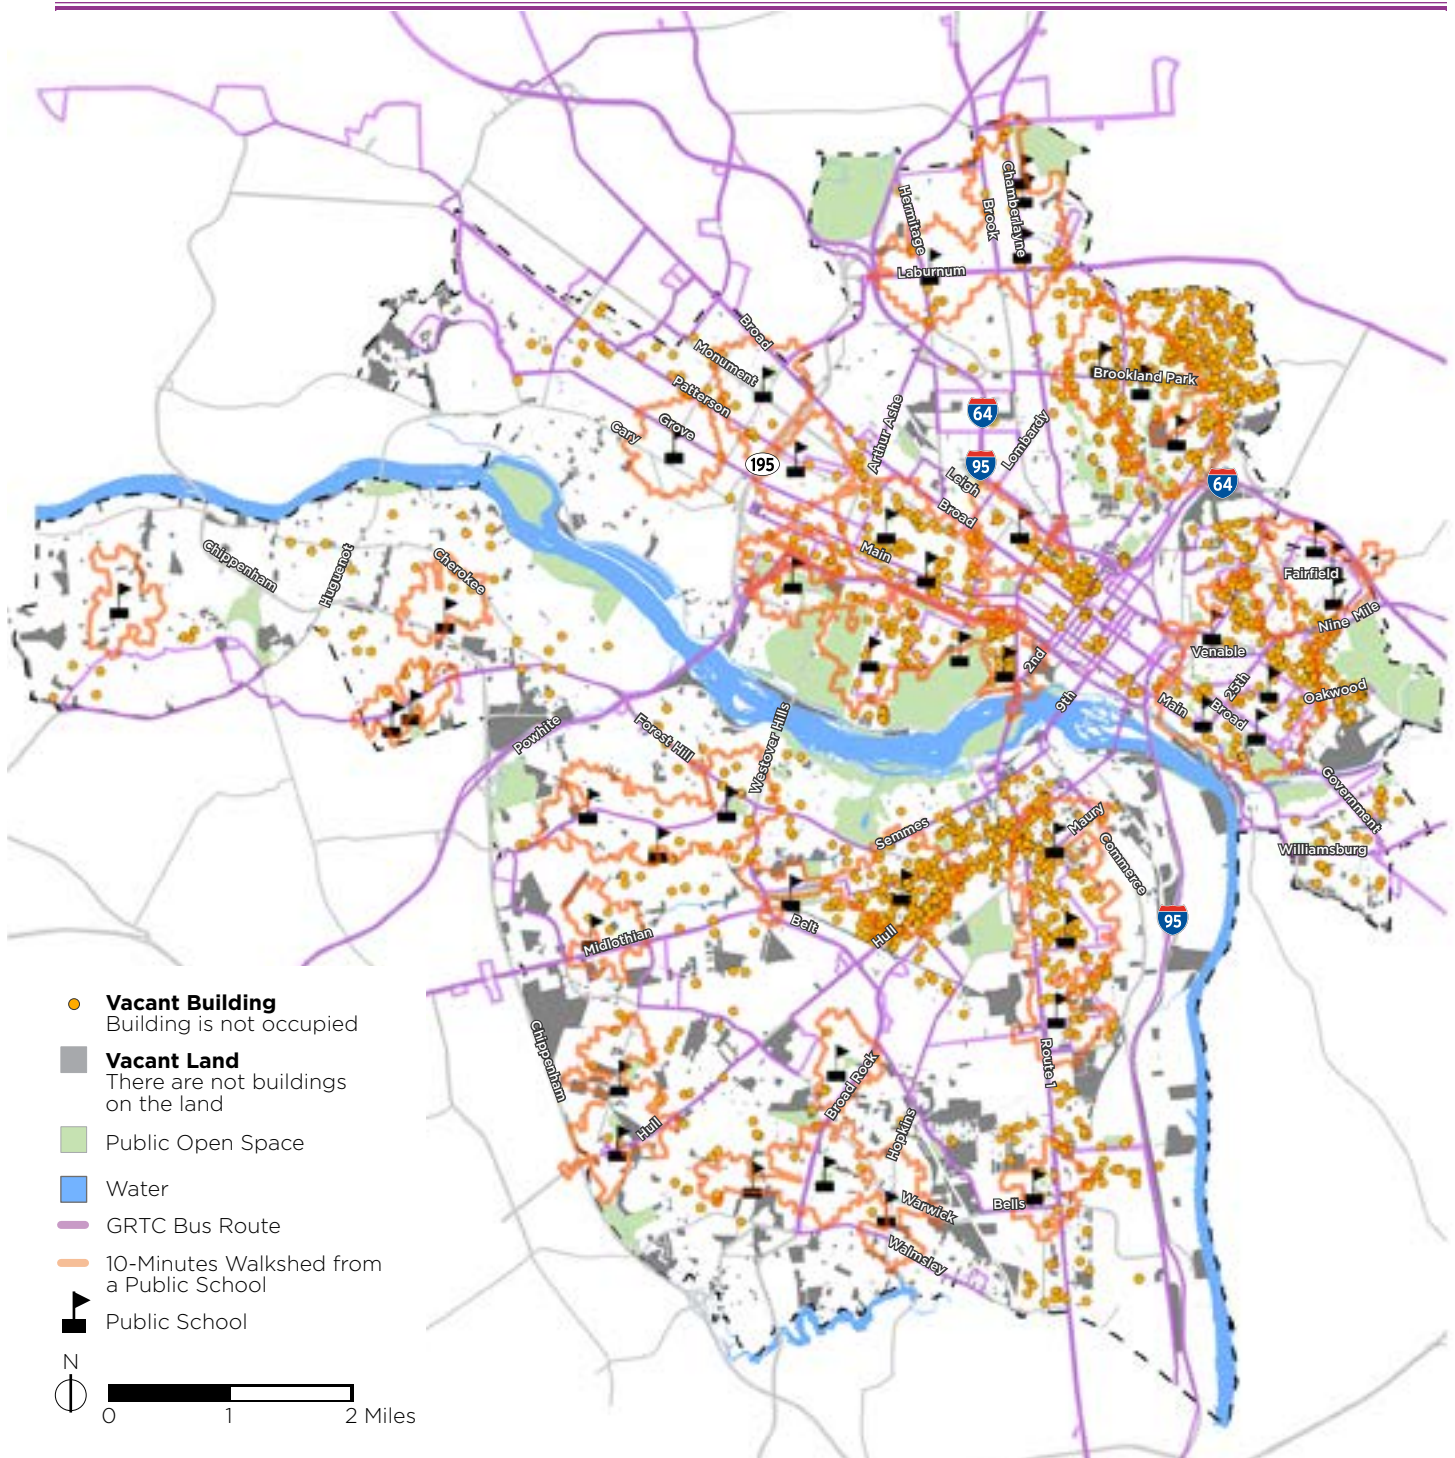 Chamberlayne
Hermitage
Brook
Laburnum
Broad
Monument
Patterson
Brookland Park
Grove
Cary
Arthur Ashe
64
Lombardy
195
95
Leigh
64
Broad
Main
Chippenham
Huguenot
Cherokee
Fairfield
Nine Mile
Venable
2nd
25th
Oakwood
9th
Main
Broad
Powhite
Forest Hill
Westover Hills
Government
Semmes
Maury
Commerce
Williamsburg
Belt
Hull
95
Midlothian
Vacant Building
Building is not occupied
Vacant Land
There are not buildings
on the land
Public Open Space
Water
GRTC Bus Route
10-Minutes Walkshed from
a Public School
Public School
Chippenham
Route 1
Broad Rock
Hull
Hopkins
Warwick
Bells
Walmsley
N
0 1 2 Miles